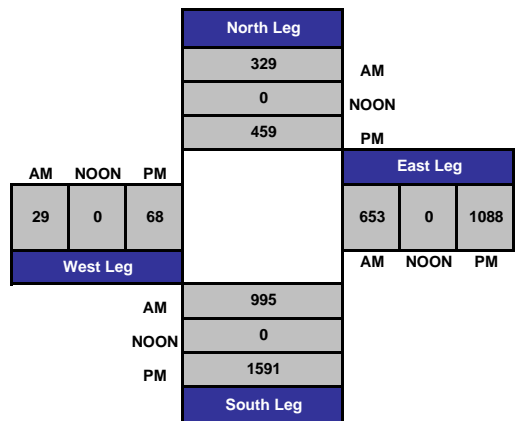 North Leg
329 AM
0 NOON
459 PM
East Leg
AM NOON PM
29 0 68
653 0 1088
West Leg
AM NOON PM
AM 995
NOON 0
PM 1591
South Leg